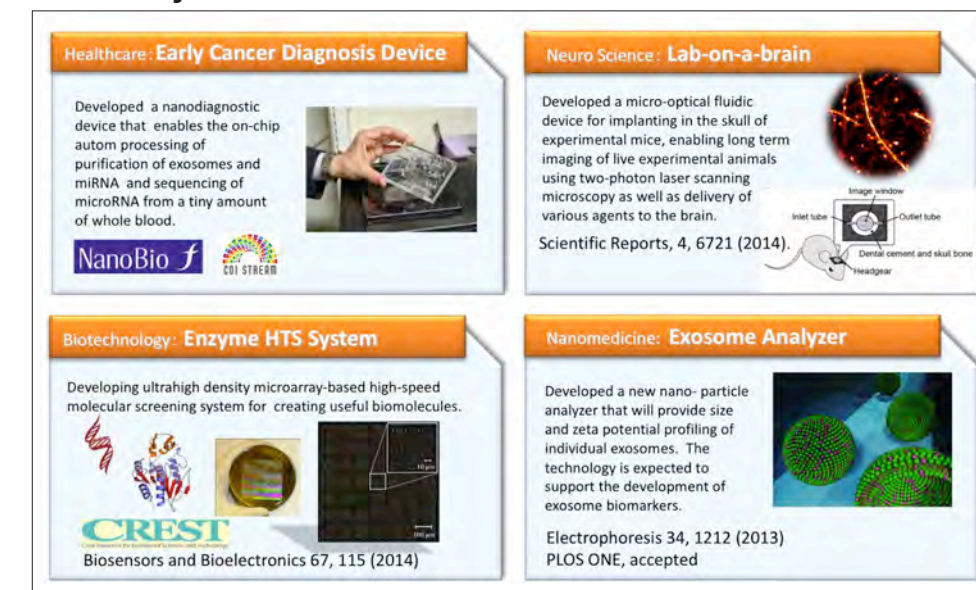 Healthcare: Early Cancer Diagnosis Device
Developed a nanodiagnostic
device that enables the on-chip
autom processing of
purification of exosomes and
miRNA and sequencing of
microRNA from a tiny amount
of whole blood.
NanoBio f
COI STREAM
Neuro Science: Lab-on-a-brain
Developed a micro-optical fluidic
device for implanting in the skull of
experimental mice, enabling long term
imaging of live experimental animals
using two-photon laser scanning
microscopy as well as delivery of
various agents to the brain.
Scientific Reports, 4, 6721 (2014).
Image window
Inlet tube
Outlet tube
Dental cement and skull bone
Headgear
Biotechnology: Enzyme HTS System
Developing ultrahigh density microarray-based high-speed
molecular screening system for creating useful biomolecules.
10 μm
100 μm
CREST
Biosensors and Bioelectronics 67, 115 (2014)
Nanomedicine: Exosome Analyzer
Developed a new nano- particle
analyzer that will provide size
and zeta potential profiling of
individual exosomes. The
technology is expected to
support the development of
exosome biomarkers.
Electrophoresis 34, 1212 (2013)
PLOS ONE, accepted